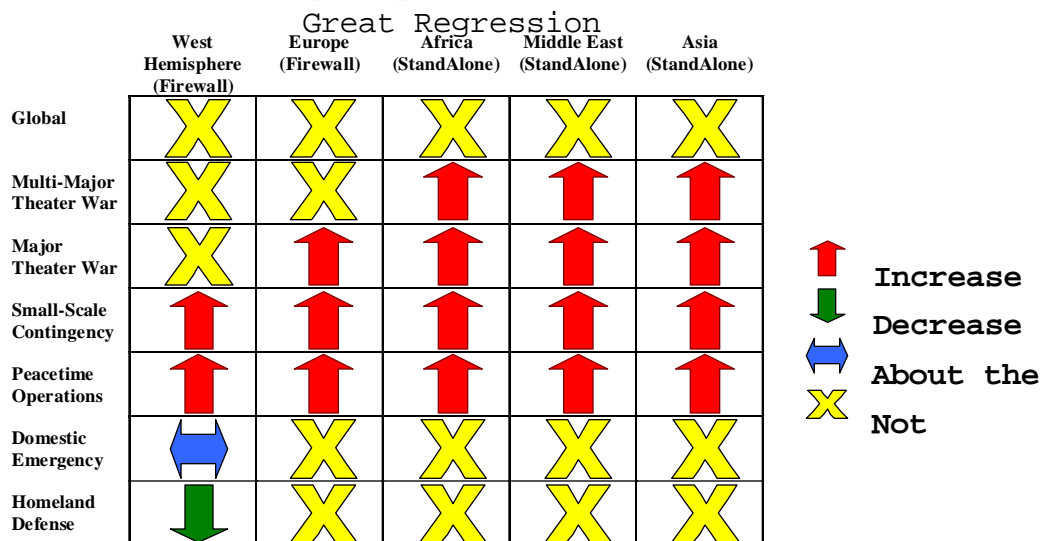 Great Regression
West
Hemisphere
(Firewall)
Europe
(Firewall)
Africa
(StandAlone)
Middle East
(StandAlone)
Asia
(StandAlone)
Global
Multi-Major
Theater War
Major
Theater War
Small-Scale
Contingency
Peacetime
Operations
Domestic
Emergency
Homeland
Defense
Increase
Decrease
About the
Not